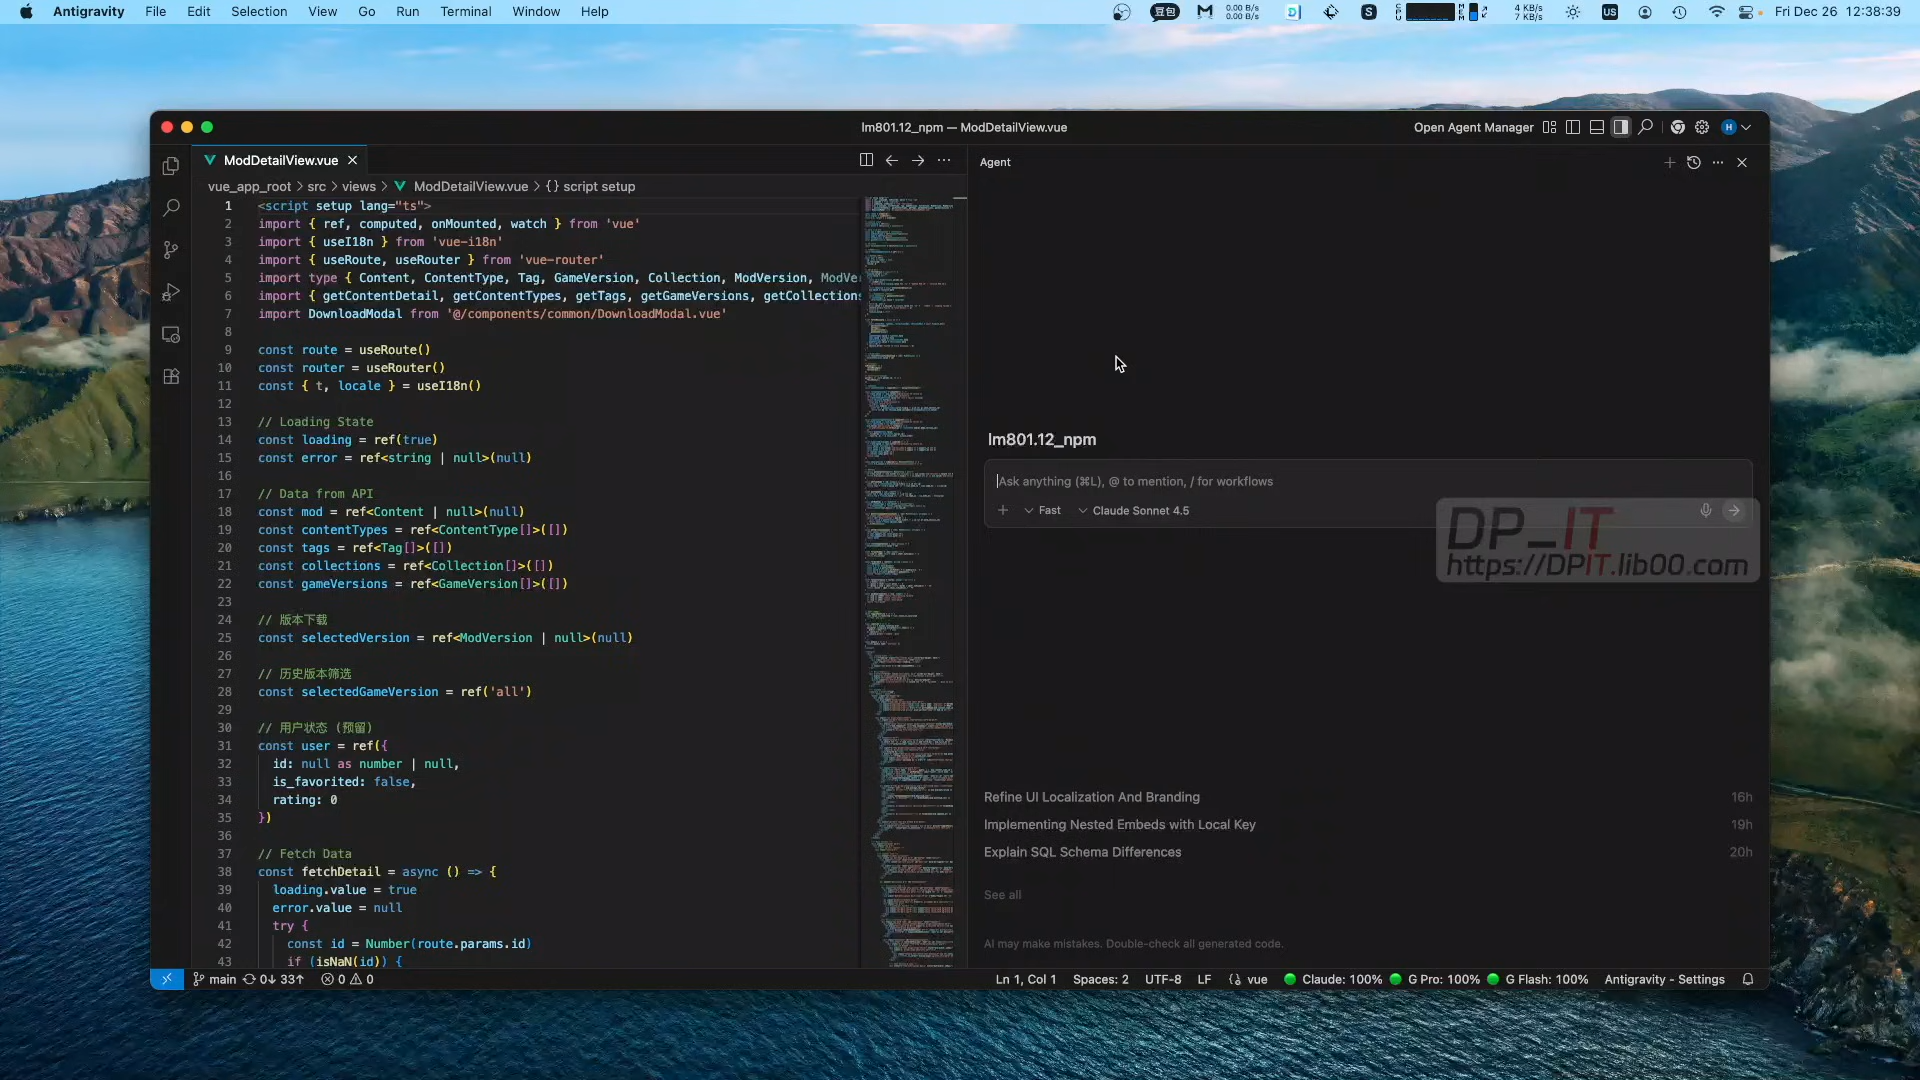 Antigravity File Edit Selection View Go Run Terminal Window Help
豆包 0.00 B/s 0.00 B/s 4 KB/s 7 KB/s US Fri Dec 26 12:38:39
lm801.12_npm — ModDetailView.vue
Open Agent Manager
H
ModDetailView.vue
vue_app_root > src > views > ModDetailView.vue > {} script setup
1 <script setup lang="ts">
2 import { ref, computed, onMounted, watch } from 'vue'
3 import { useI18n } from 'vue-i18n'
4 import { useRoute, useRouter } from 'vue-router'
5 import type { Content, ContentType, Tag, GameVersion, Collection, ModVersion, ModVe
6 import { getContentDetail, getContentTypes, getTags, getGameVersions, getCollections
7 import DownloadModal from '@/components/common/DownloadModal.vue'
8
9 const route = useRoute()
10 const router = useRouter()
11 const { t, locale } = useI18n()
12
13 // Loading State
14 const loading = ref(true)
15 const error = ref<string | null>(null)
16
17 // Data from API
18 const mod = ref<Content | null>(null)
19 const contentTypes = ref<ContentType[]>([])
20 const tags = ref<Tag[]>([])
21 const collections = ref<Collection[]>([])
22 const gameVersions = ref<GameVersion[]>([])
23
24 // 版本下载
25 const selectedVersion = ref<ModVersion | null>(null)
26
27 // 历史版本筛选
28 const selectedGameVersion = ref('all')
29
30 // 用户状态 (预留)
31 const user = ref({
32 id: null as number | null,
33 is_favorited: false,
34 rating: 0
35 })
36
37 // Fetch Data
38 const fetchDetail = async () => {
39 loading.value = true
40 error.value = null
41 try {
42 const id = Number(route.params.id)
43 if (isNaN(id)) {
Agent
lm801.12_npm
Ask anything (⌘L), @ to mention, / for workflows
Fast Claude Sonnet 4.5
DP_IT
https://DPIT.lib00.com
Refine UI Localization And Branding 16h
Implementing Nested Embeds with Local Key 19h
Explain SQL Schema Differences 20h
See all
AI may make mistakes. Double-check all generated code.
main 0↓ 33↑ 0 0
Ln 1, Col 1 Spaces: 2 UTF-8 LF vue Claude: 100% G Pro: 100% G Flash: 100% Antigravity - Settings